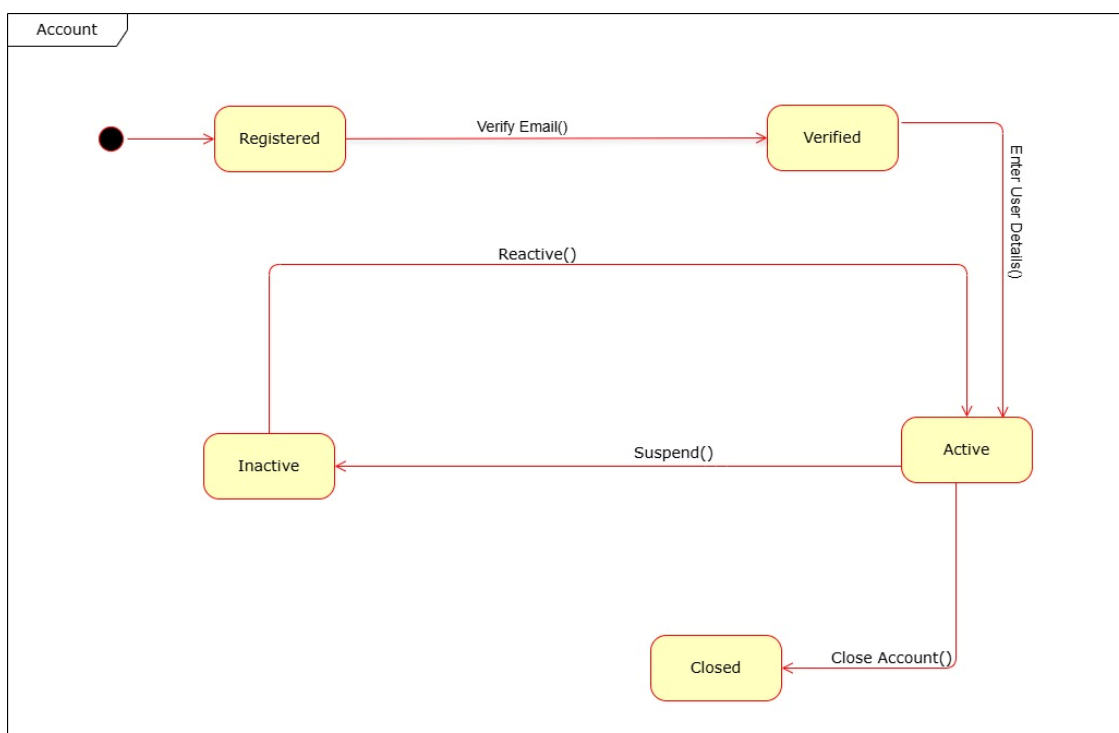 Account
Registered
Verify Email()
Verified
Enter User Details()
Reactive()
Inactive
Suspend()
Active
Closed
Close Account()